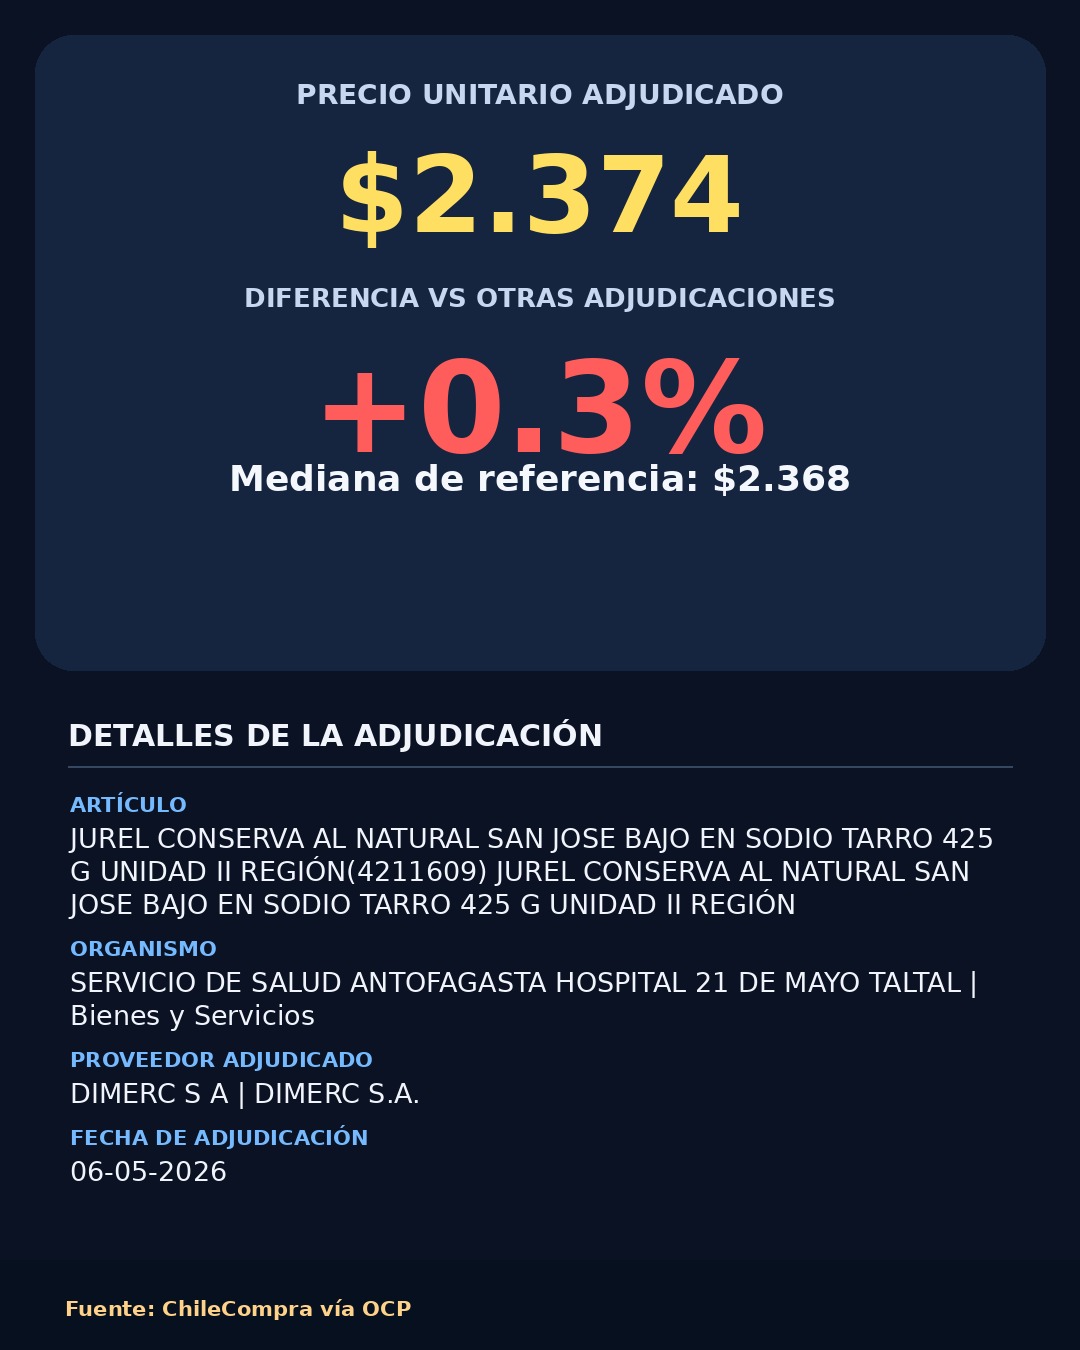 PRECIO UNITARIO ADJUDICADO
$2.374
DIFERENCIA VS OTRAS ADJUDICACIONES
+0.3%
Mediana de referencia: $2.368
DETALLES DE LA ADJUDICACIÓN
ARTÍCULO
JUREL CONSERVA AL NATURAL SAN JOSE BAJO EN SODIO TARRO 425
G UNIDAD II REGIÓN(4211609) JUREL CONSERVA AL NATURAL SAN
JOSE BAJO EN SODIO TARRO 425 G UNIDAD II REGIÓN
ORGANISMO
SERVICIO DE SALUD ANTOFAGASTA HOSPITAL 21 DE MAYO TALTAL |
Bienes y Servicios
PROVEEDOR ADJUDICADO
DIMERC S A | DIMERC S.A.
FECHA DE ADJUDICACIÓN
06-05-2026
Fuente: ChileCompra vía OCP